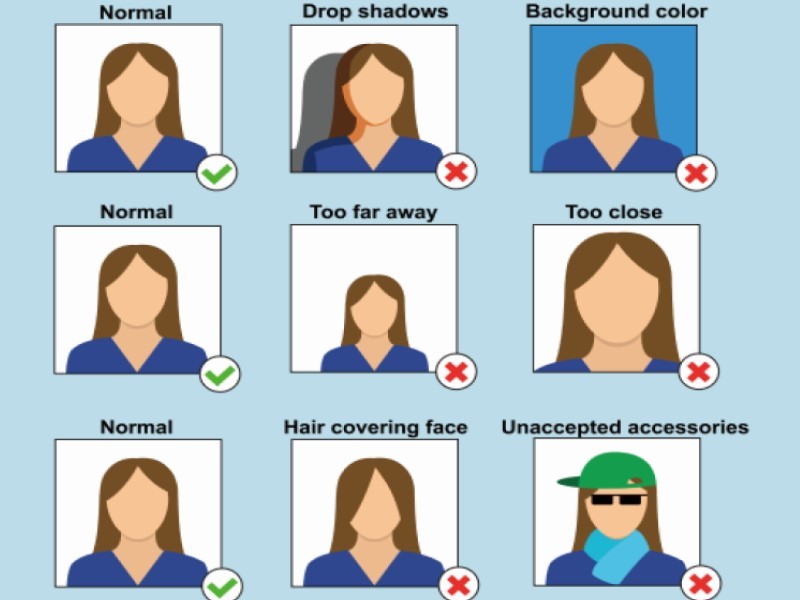 Normal
Drop shadows
Background color
Normal
Too far away
Too close
Normal
Hair covering face
Unaccepted accessories